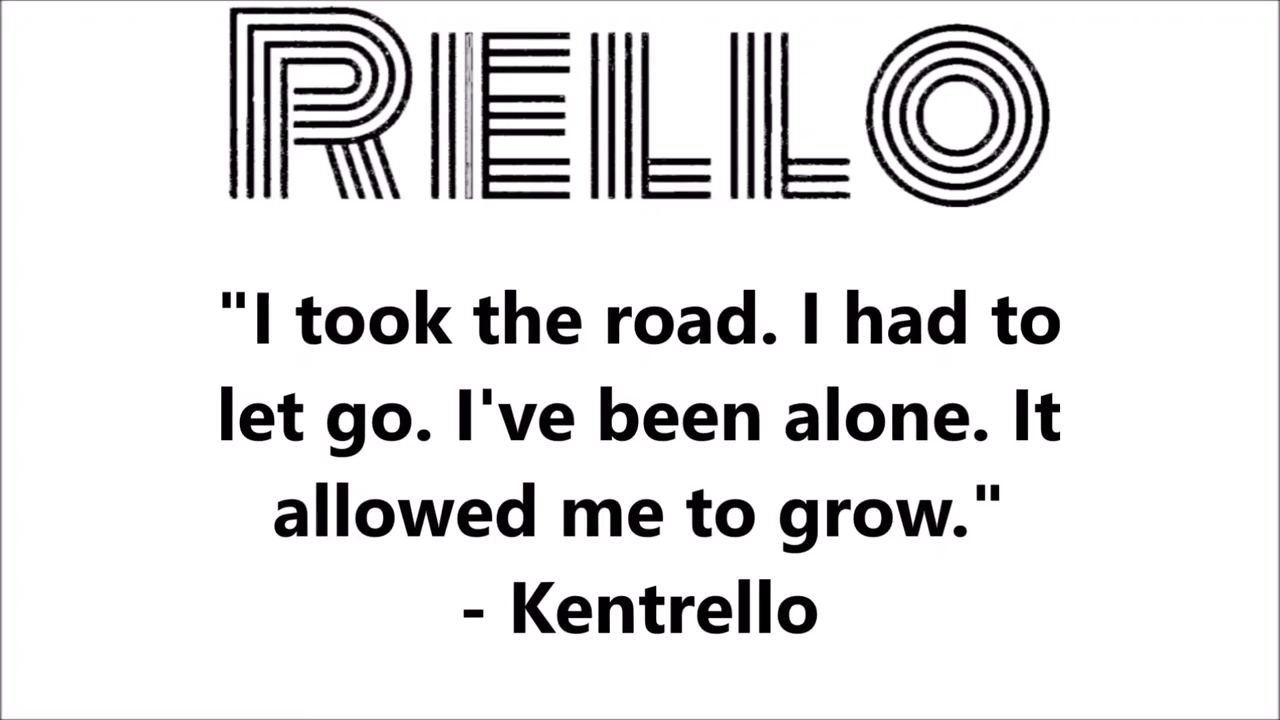 RELLO
"I took the road. I had to
let go. I've been alone. It
allowed me to grow."
- Kentrello